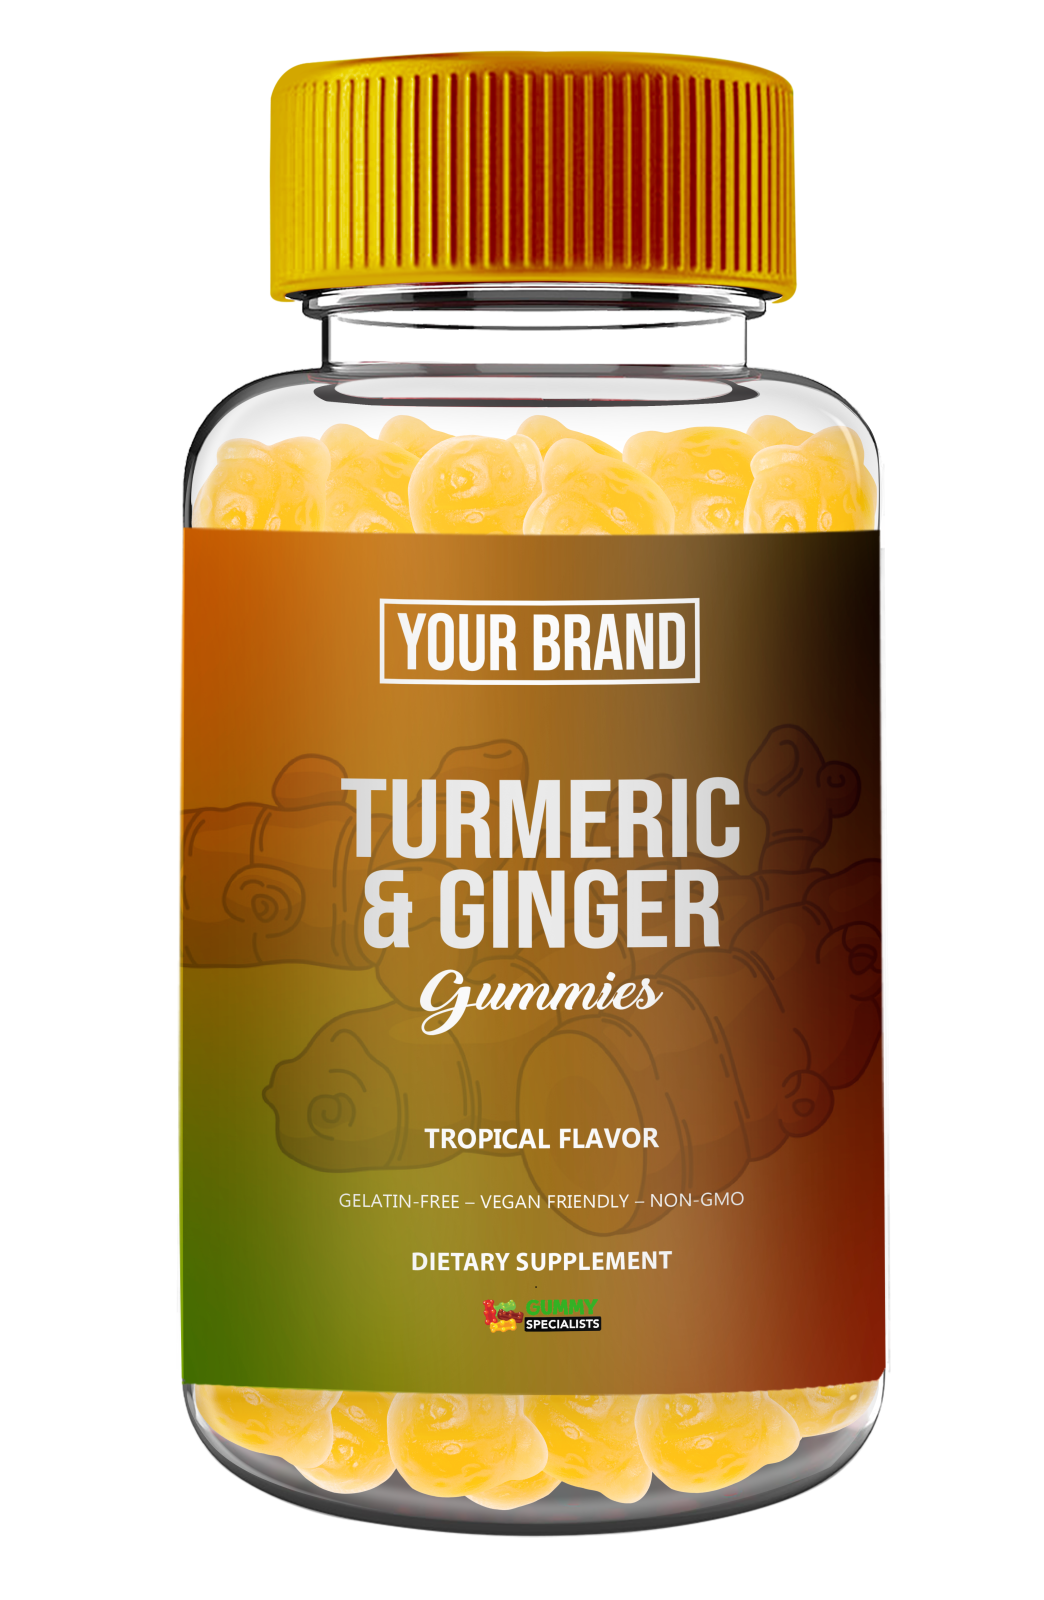 YOUR BRAND
TURMERIC
& GINGER
Gummies
TROPICAL FLAVOR
GELATIN-FREE – VEGAN FRIENDLY – NON-GMO
DIETARY SUPPLEMENT
GUMMY
SPECIALISTS